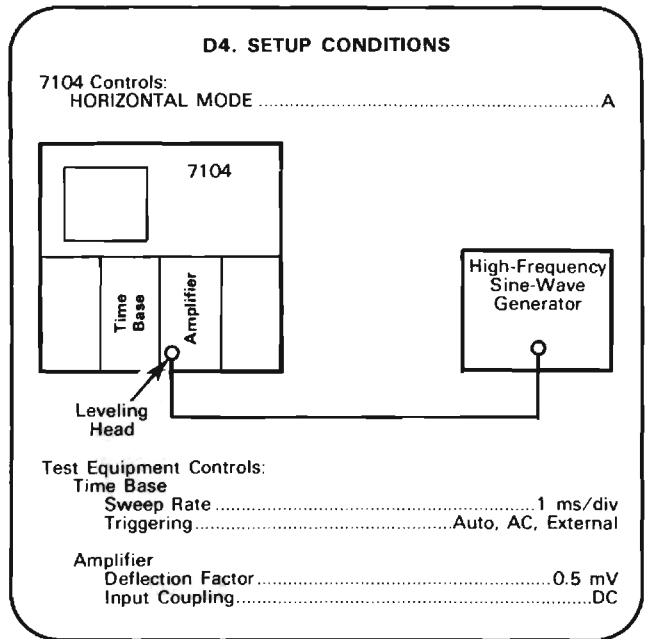 D4. SETUP CONDITIONS
7104 Controls:
HORIZONTAL MODE ........................................................ A
7104
Time
Base
Amplifier
High-Frequency
Sine-Wave
Generator
Leveling
Head
Test Equipment Controls:
Time Base
Sweep Rate ........................................................ 1 ms/div
Triggering ............................................ Auto, AC, External
Amplifier
Deflection Factor ................................................ 0.5 mV
Input Coupling ........................................................ DC